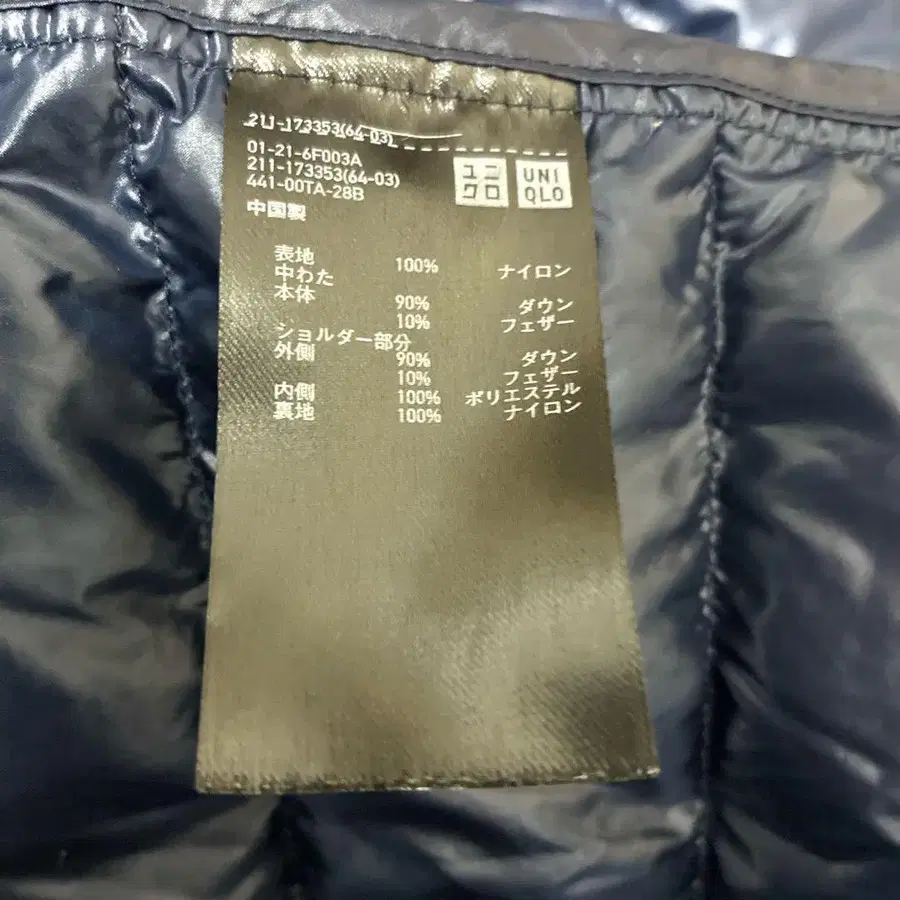 211-173353(64-03)
01-21-6F003A
211-173353(64-03)
441-00TA-28B
中国製
ユニ
クロ
UNI
QLO
表地 100% ナイロン
中わた
本体 90% ダウン
10% フェザー
ショルダー部分
外側 90% ダウン
10% フェザー
内側 100% ポリエステル
裏地 100% ナイロン